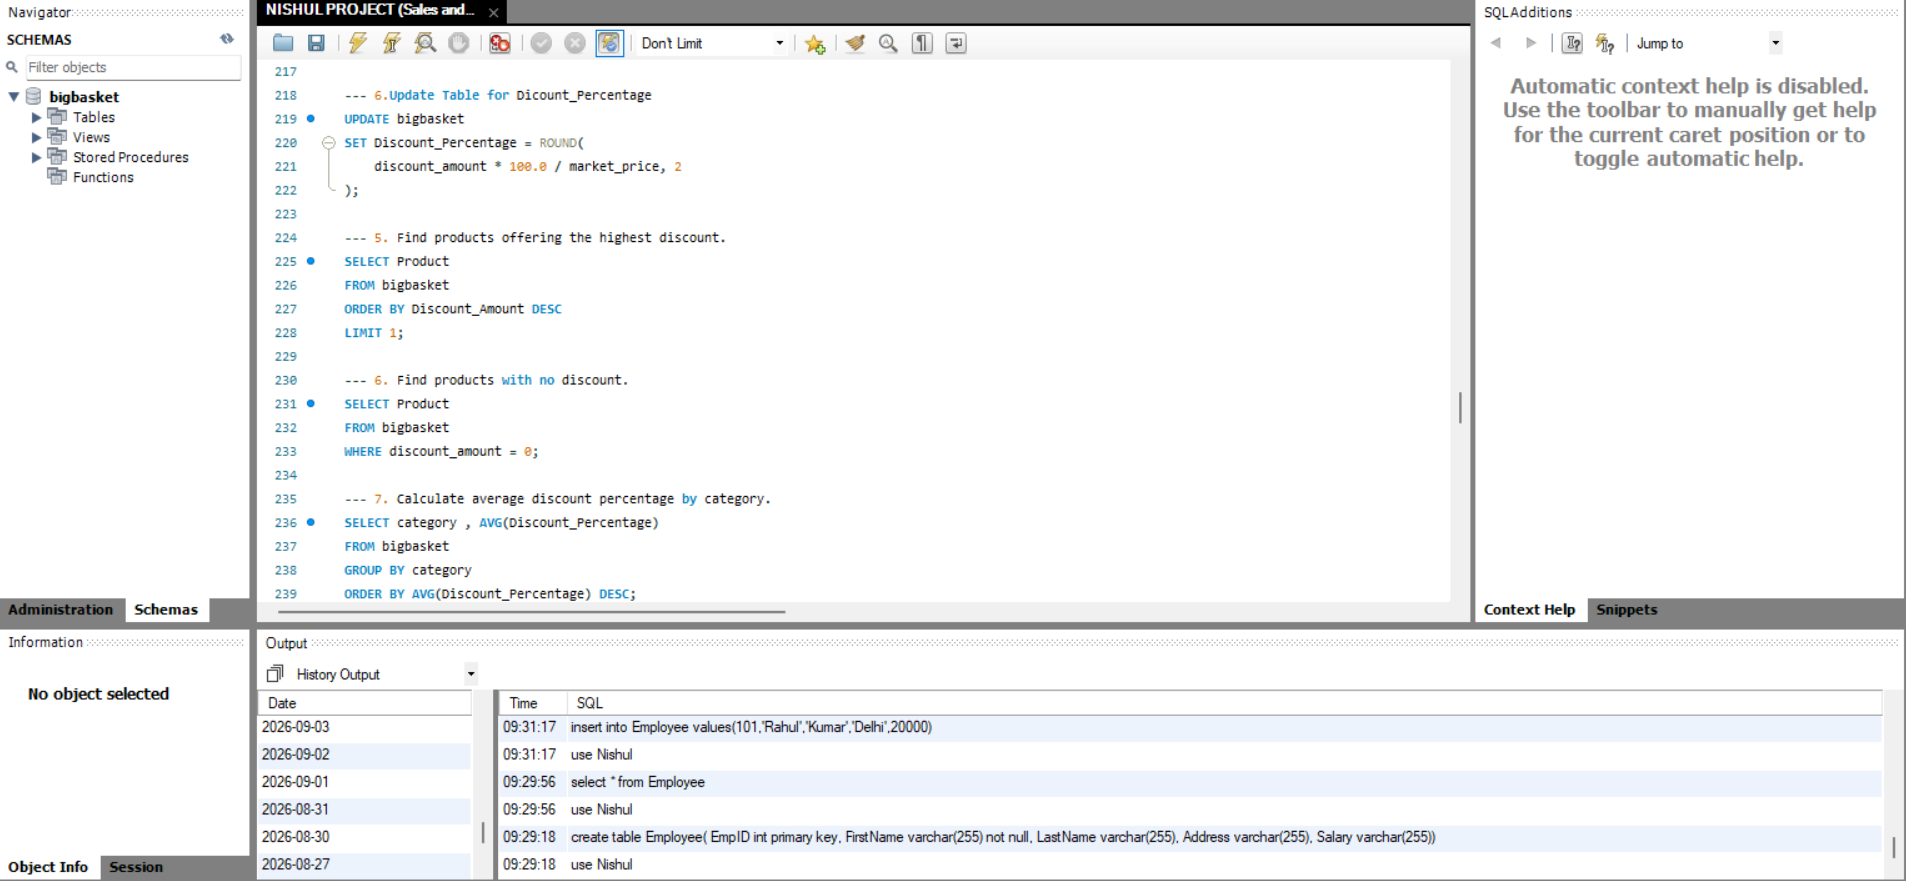 Navigator
SCHEMAS
Filter objects
bigbasket
Tables
Views
Stored Procedures
Functions
Administration
Schemas
Information
No object selected
Object Info
Session
NISHUL PROJECT (Sales and...
Don't Limit
217
218 --- 6.Update Table for Dicount_Percentage
219 UPDATE bigbasket
220 SET Discount_Percentage = ROUND(
221 discount_amount * 100.0 / market_price, 2
222 );
223
224 --- 5. Find products offering the highest discount.
225 SELECT Product
226 FROM bigbasket
227 ORDER BY Discount_Amount DESC
228 LIMIT 1;
229
230 --- 6. Find products with no discount.
231 SELECT Product
232 FROM bigbasket
233 WHERE discount_amount = 0;
234
235 --- 7. Calculate average discount percentage by category.
236 SELECT category , AVG(Discount_Percentage)
237 FROM bigbasket
238 GROUP BY category
239 ORDER BY AVG(Discount_Percentage) DESC;
SQLAdditions
Jump to
Automatic context help is disabled.
Use the toolbar to manually get help
for the current caret position or to
toggle automatic help.
Context Help
Snippets
Output
History Output
Date
2026-09-03
2026-09-02
2026-09-01
2026-08-31
2026-08-30
2026-08-27
Time SQL
09:31:17 insert into Employee values(101,'Rahul','Kumar','Delhi',20000)
09:31:17 use Nishul
09:29:56 select * from Employee
09:29:56 use Nishul
09:29:18 create table Employee( EmpID int primary key, FirstName varchar(255) not null, LastName varchar(255), Address varchar(255), Salary varchar(255))
09:29:18 use Nishul